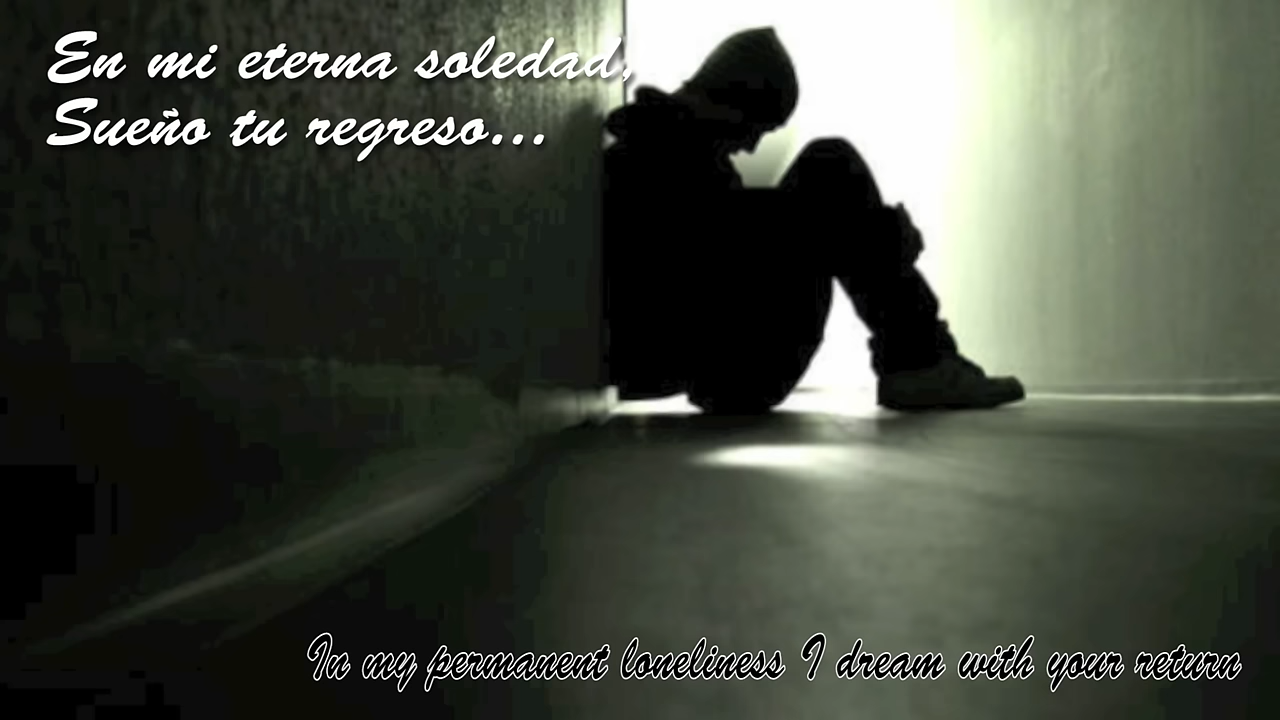 En mi eterna soledad,
Sueño tu regreso...
In my permanent loneliness I dream with your return